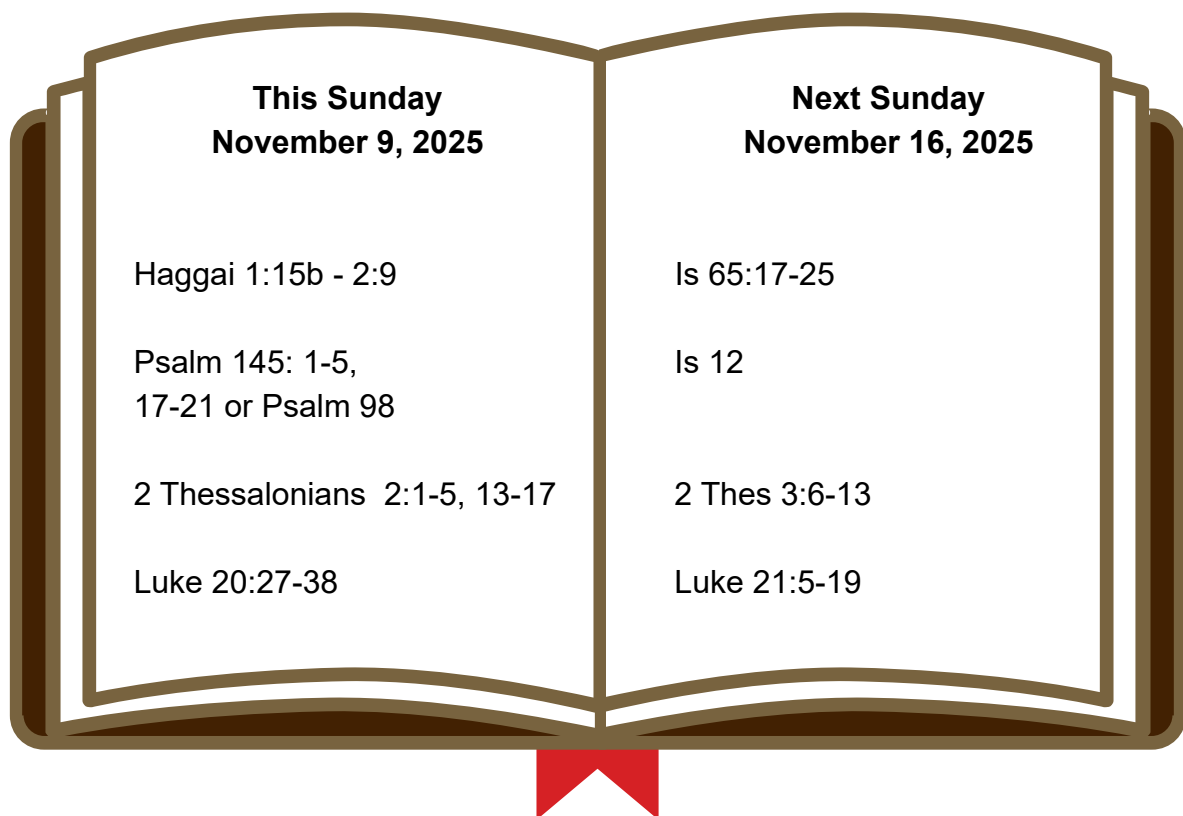 This Sunday
November 9, 2025
Haggai 1:15b - 2:9
Psalm 145: 1-5,
17-21 or Psalm 98
2 Thessalonians  2:1-5, 13-17
Luke 20:27-38
Next Sunday
November 16, 2025
Is 65:17-25
Is 12
2 Thes 3:6-13
Luke 21:5-19